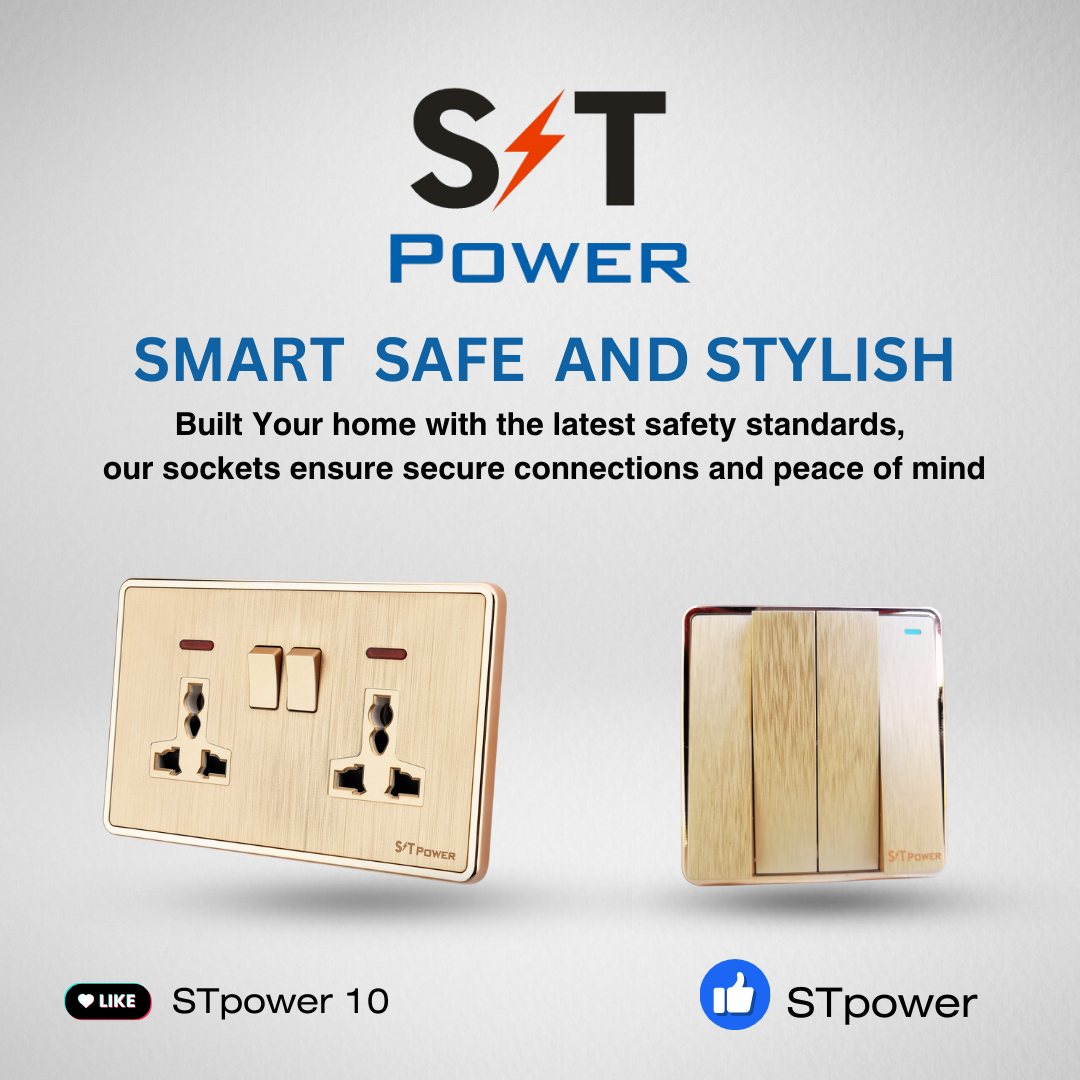 S T
POWER
SMART SAFE AND STYLISH
Built Your home with the latest safety standards,
our sockets ensure secure connections and peace of mind
S T POWER
S T POWER
LIKE STpower 10
STpower